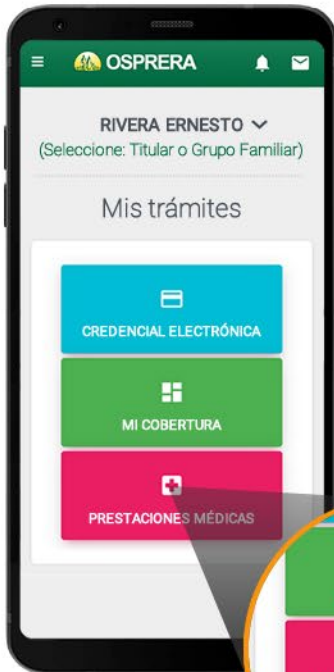 OSPRERA
RIVERA ERNESTO
(Seleccione: Titular o Grupo Familiar)
Mis trámites
CREDENCIAL ELECTRÓNICA
MI COBERTURA
PRESTACIONES MÉDICAS